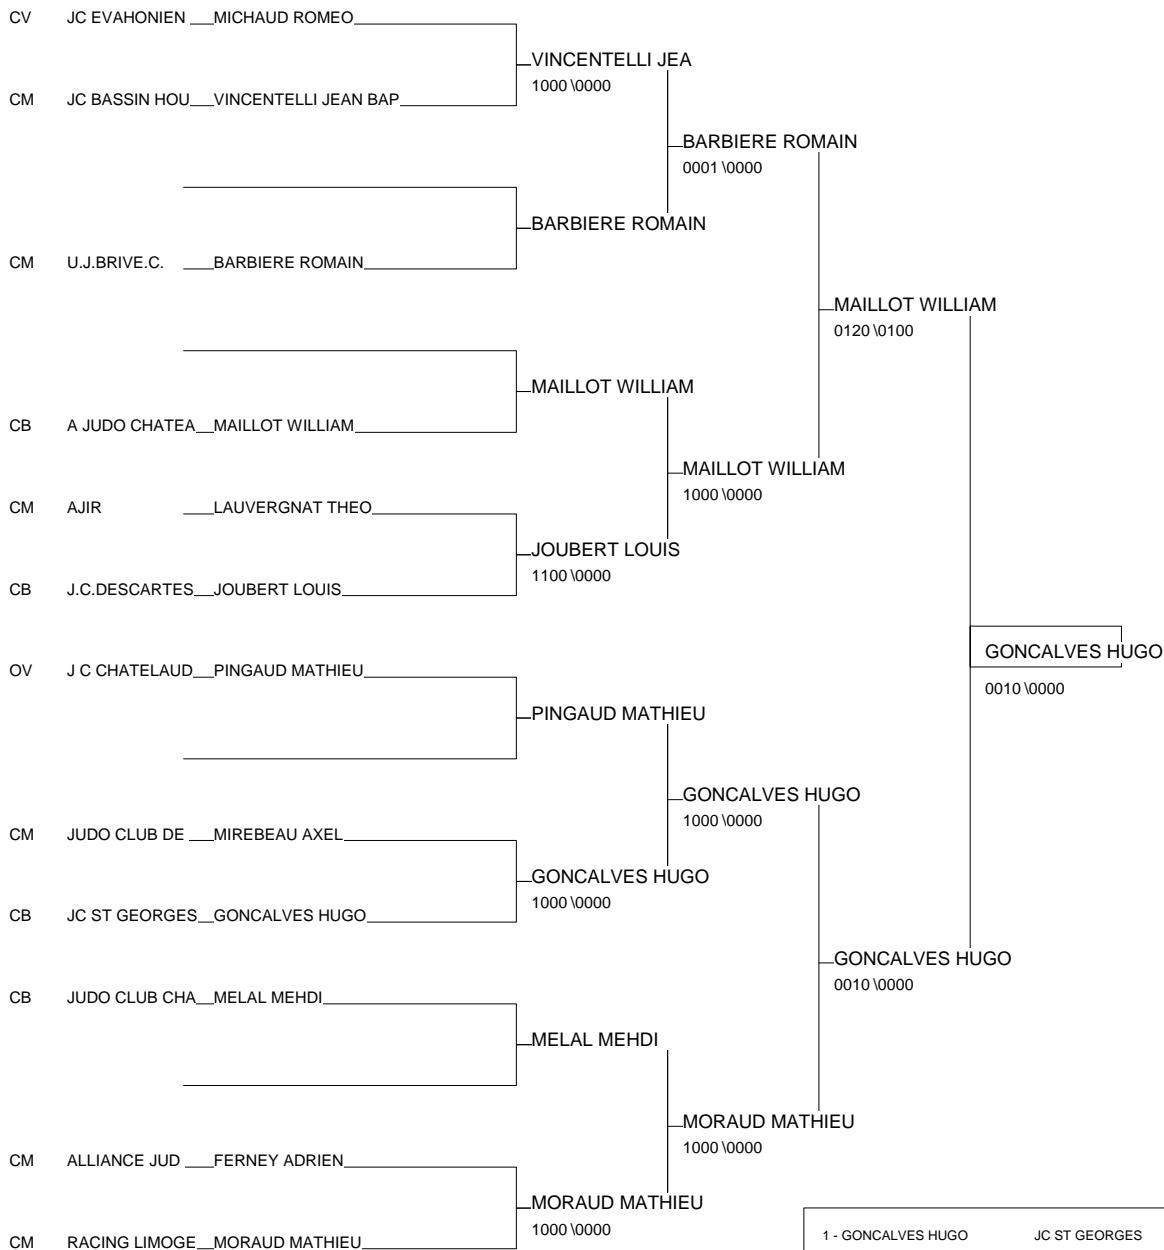 CV JC EVAHONIEN MICHAUD ROMEO
VINCENTELLI JEA
1000 \0000
CM JC BASSIN HOU VINCENTELLI JEAN BAP
BARBIERE ROMAIN
0001 \0000
BARBIERE ROMAIN
CM U.J.BRIVE.C. BARBIERE ROMAIN
MAILLOT WILLIAM
0120 \0100
MAILLOT WILLIAM
CB A JUDO CHATEA MAILLOT WILLIAM
MAILLOT WILLIAM
1000 \0000
CM AJIR LAUVERGNAT THEO
JOUBERT LOUIS
1100 \0000
CB J.C.DESCARTES JOUBERT LOUIS
GONCALVES HUGO
0010 \0000
OV J C CHATELAUD PINGAUD MATHIEU
PINGAUD MATHIEU
GONCALVES HUGO
1000 \0000
CM JUDO CLUB DE MIREBEAU AXEL
GONCALVES HUGO
1000 \0000
CB JC ST GEORGES GONCALVES HUGO
GONCALVES HUGO
0010 \0000
CB JUDO CLUB CHA MELAL MEHDI
MELAL MEHDI
MORAUD MATHIEU
1000 \0000
CM ALLIANCE JUD FERNEY ADRIEN
MORAUD MATHIEU
1000 \0000
CM RACING LIMOGE MORAUD MATHIEU
1 - GONCALVES HUGO JC ST GEORGES